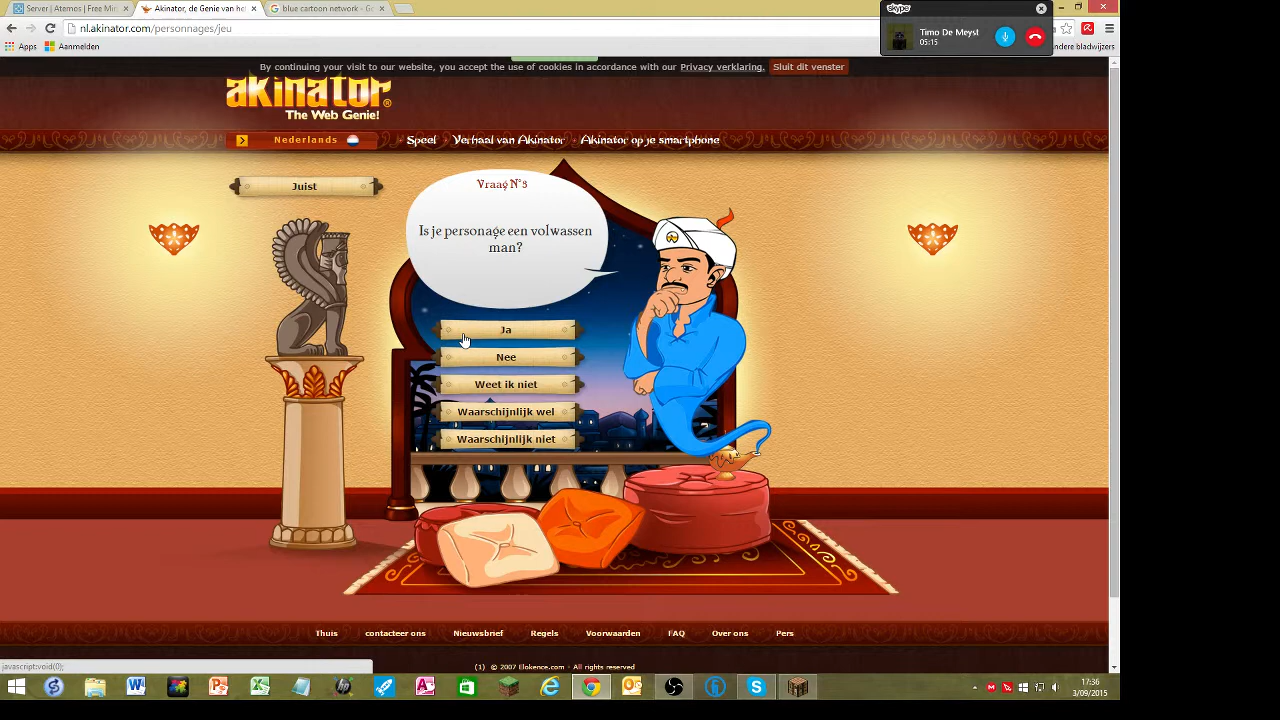 Server | Aternos | Free Mi
Akinator, de Genie van he
blue cartoon network - Go
nl.akinator.com/personnages/jeu
Apps
Aanmelden
andere bladwijzers
skype
Timo De Meyst
05:15
By continuing your visit to our website, you accept the use of cookies in accordance with our Privacy verklaring.
Sluit dit venster
akinator®
The Web Genie!
Nederlands
Speel
Verhaal van Akinator
Akinator op je smartphone
Juist
Vraag N°3
Is je personage een volwassen
man?
Ja
Nee
Weet ik niet
Waarschijnlijk wel
Waarschijnlijk niet
Thuis
contacteer ons
Nieuwsbrief
Regels
Voorwaarden
FAQ
Over ons
Pers
(1) © 2007 Elokence.com - All rights reserved
javascript:void(0);
17:36
3/09/2015